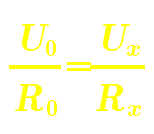 U₀/R₀ = Uₓ/Rₓ